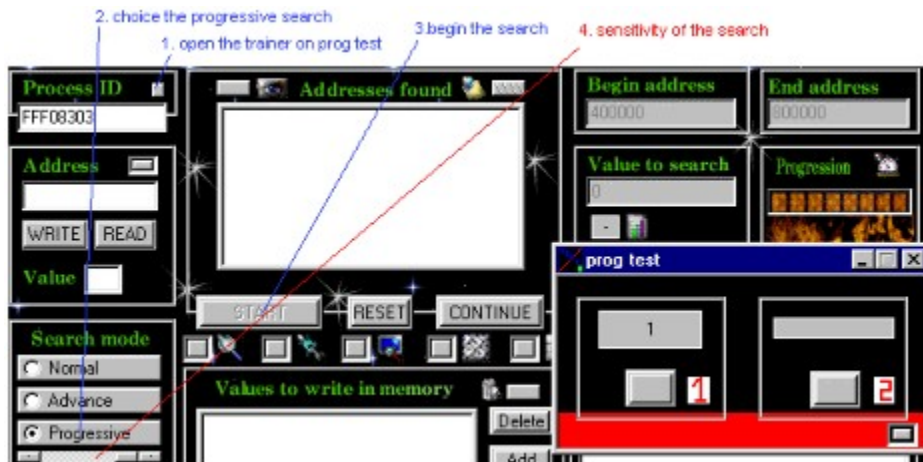 2. choice the progressive search
1. open the trainer on prog test
3.begin the search
4. sensitivity of the search
Process ID
FFF08303
Addresses found
Begin address
400000
End address
800000
Address
WRITE
READ
Value
Value to search
0
-
Progression
START
RESET
CONTINUE
Search mode
Normal
Advance
Progressive
Values to write in memory
Delete
Add
prog test
1
1
2